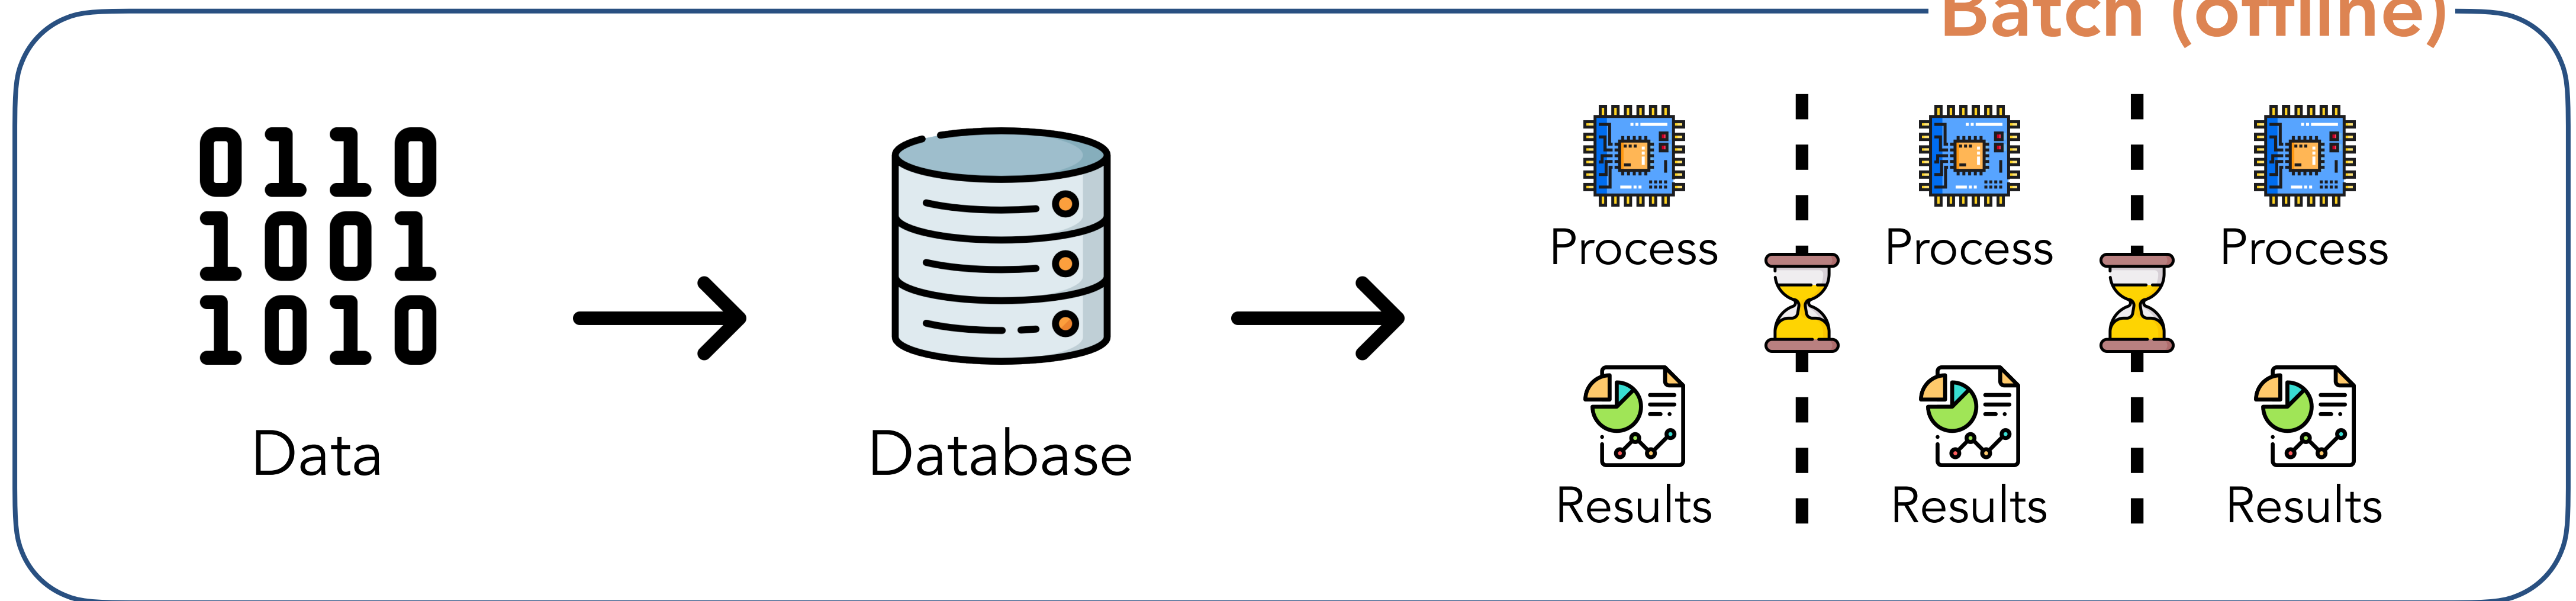 Batch (offline)
0110
1001
1010
Data
Database
Process
Process
Process
Results
Results
Results